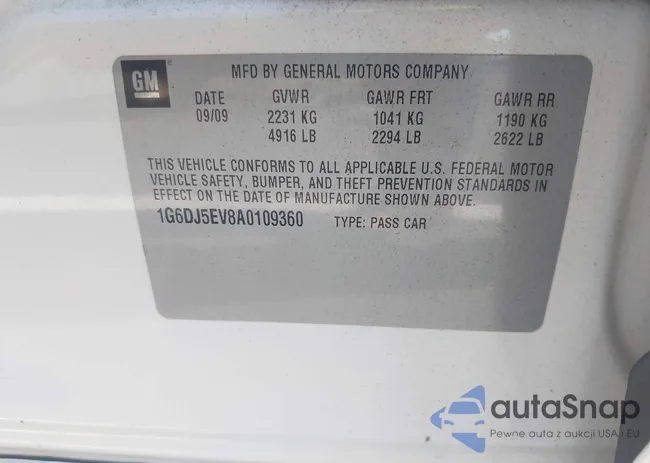 GM
MFD BY GENERAL MOTORS COMPANY
DATE GVWR GAWR FRT GAWR RR
09/09 2231 KG 1041 KG 1190 KG
4916 LB 2294 LB 2622 LB
THIS VEHICLE CONFORMS TO ALL APPLICABLE U.S. FEDERAL MOTOR
VEHICLE SAFETY, BUMPER, AND THEFT PREVENTION STANDARDS IN
EFFECT ON THE DATE OF MANUFACTURE SHOWN ABOVE.
1G6DJ5EV8A0109360 TYPE: PASS CAR
autaSnap
Pewne auta z aukcji USA i EU